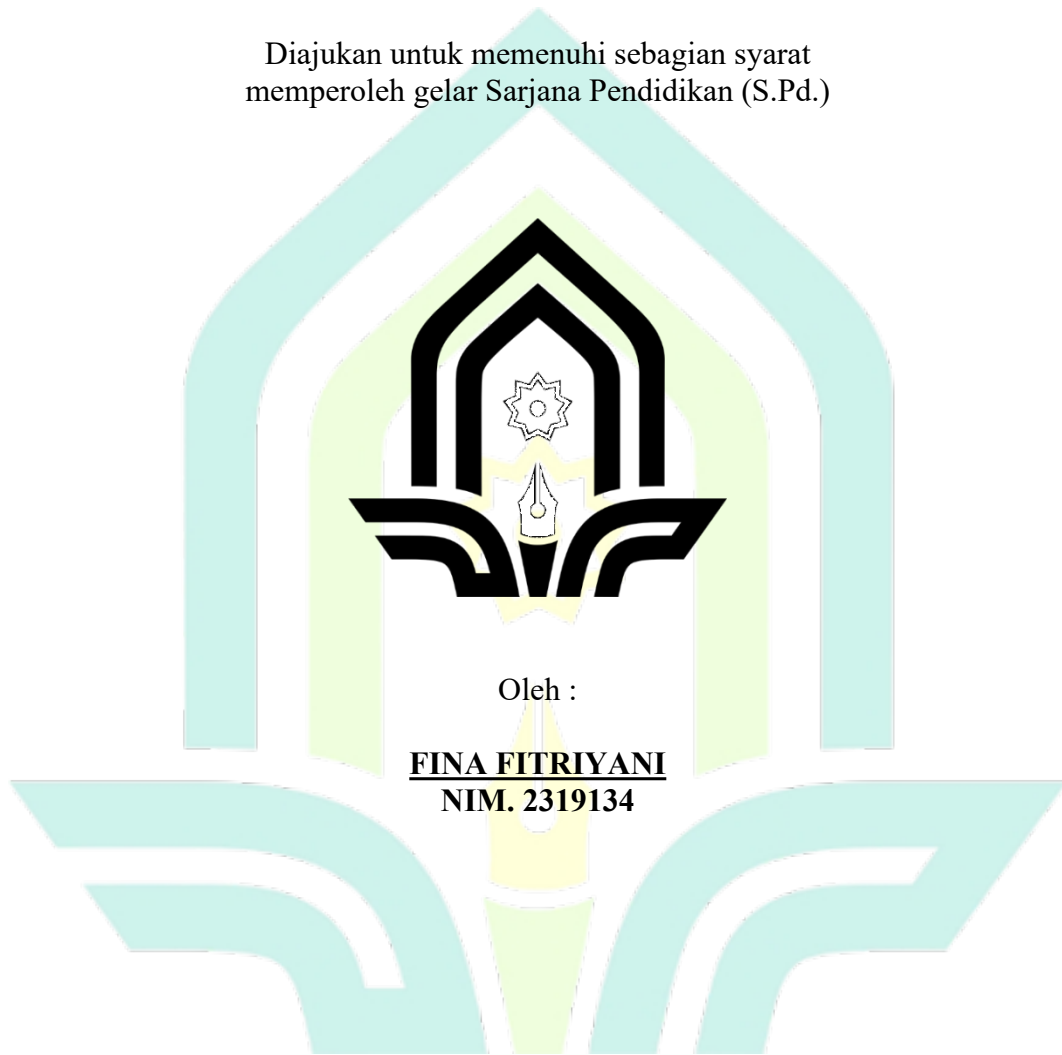 Diajukan untuk memenuhi sebagian syarat
memperoleh gelar Sarjana Pendidikan (S.Pd.)
Oleh :
FINA FITRIYANI
NIM. 2319134